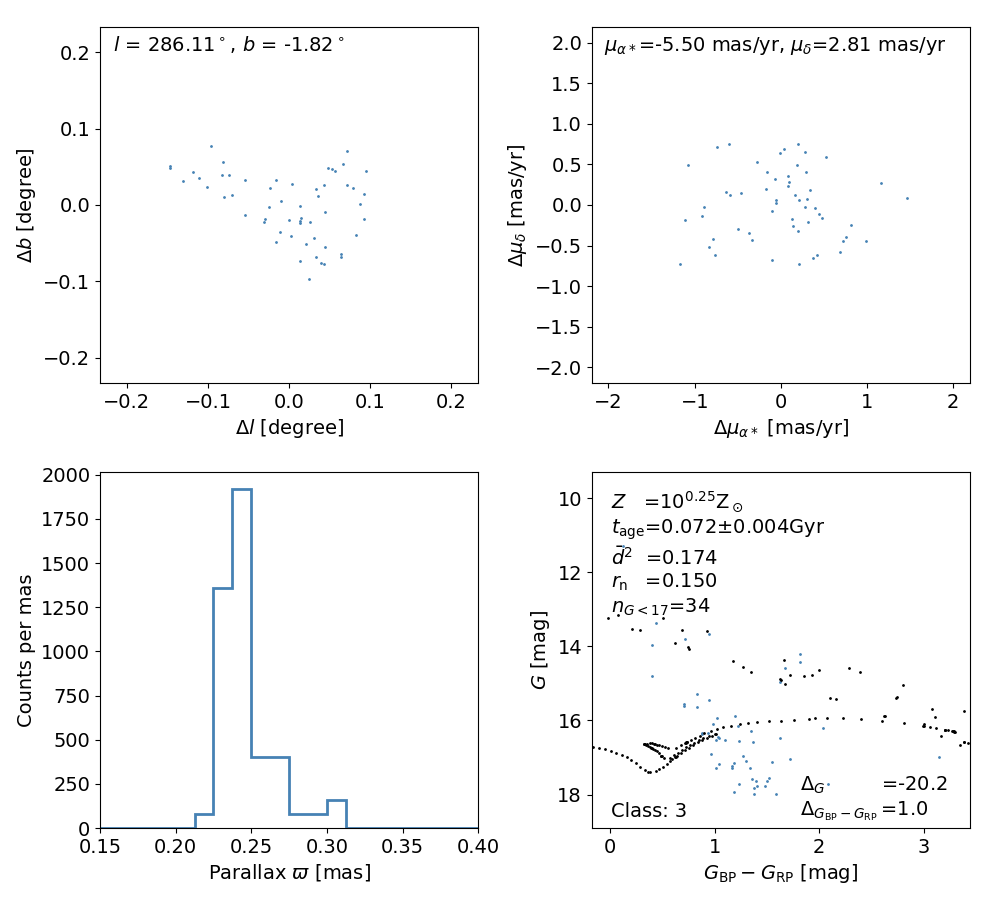 l = 286.11°, b = -1.82°
0.2
0.1
0.0
−0.1
−0.2
Δb [degree]
−0.2 −0.1 0.0 0.1 0.2
Δl [degree]
μα*=-5.50 mas/yr, μδ=2.81 mas/yr
2.0
1.5
1.0
0.5
0.0
−0.5
−1.0
−1.5
−2.0
Δμδ [mas/yr]
−2 −1 0 1 2
Δμα* [mas/yr]
2000
1750
1500
1250
1000
750
500
250
0
Counts per mas
0.15 0.20 0.25 0.30 0.35 0.40
Parallax ϖ [mas]
Z =10^0.25 Z⊙
t_age=0.072±0.004Gyr
d̄² =0.174
r_n =0.150
n_G<17=34
10
12
14
16
18
G [mag]
Δ_G =-20.2
Δ_GBP−GRP =1.0
Class: 3
0 1 2 3
G_BP − G_RP [mag]